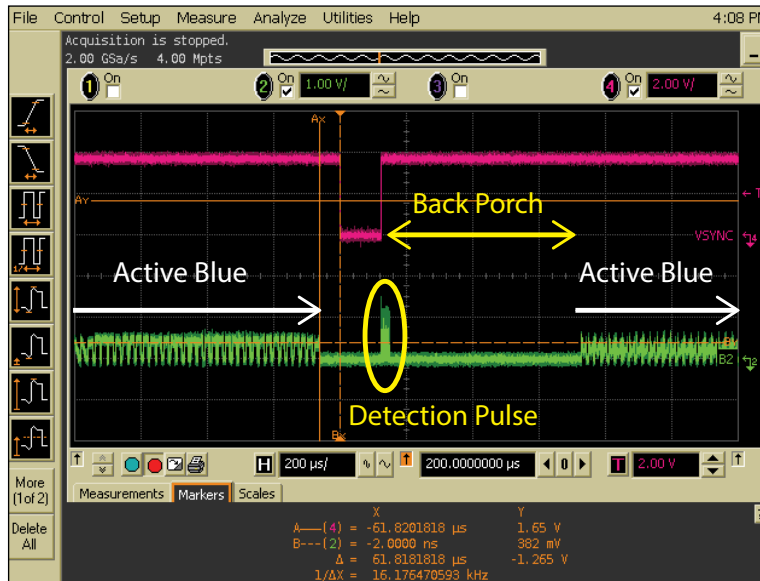 File Control Setup Measure Analyze Utilities Help 4:08 PM
Acquisition is stopped.
2.00 GSa/s 4.00 Mpts
1 On 2 On 1.00 V/ 3 On 4 On 2.00 V/
Ax
Ay
T
Back Porch
VSYNC 4
Active Blue Active Blue
B2 2
Detection Pulse
Bx
H 200 µs/ 200.0000000 µs 0 T 2.00 V
More
(1 of 2)
Delete
All
Measurements Markers Scales
X Y
A——(4) = -61.8201818 µs 1.65 V
B---(2) = -2.0000 ns 382 mV
Δ = 61.8181818 µs -1.265 V
1/ΔX = 16.176470593 kHz